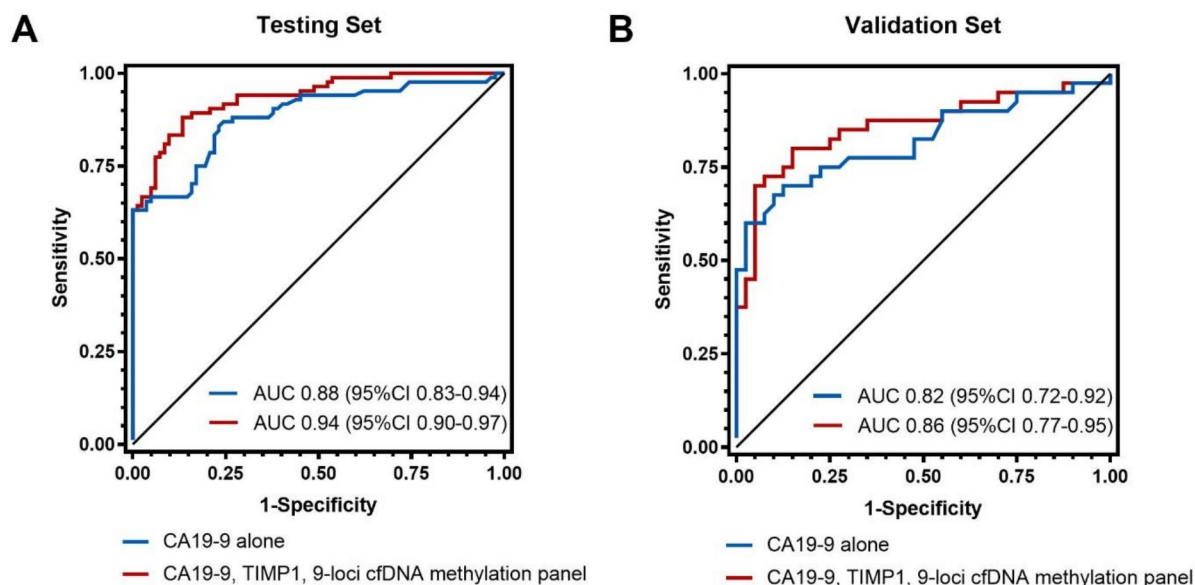 A
Testing Set
1.00
0.75
0.50
0.25
0.00
Sensitivity
AUC 0.88 (95%CI 0.83-0.94)
AUC 0.94 (95%CI 0.90-0.97)
0.00 0.25 0.50 0.75 1.00
1-Specificity
CA19-9 alone
CA19-9, TIMP1, 9-loci cfDNA methylation panel
B
Validation Set
1.00
0.75
0.50
0.25
0.00
Sensitivity
AUC 0.82 (95%CI 0.72-0.92)
AUC 0.86 (95%CI 0.77-0.95)
0.00 0.25 0.50 0.75 1.00
1-Specificity
CA19-9 alone
CA19-9, TIMP1, 9-loci cfDNA methylation panel